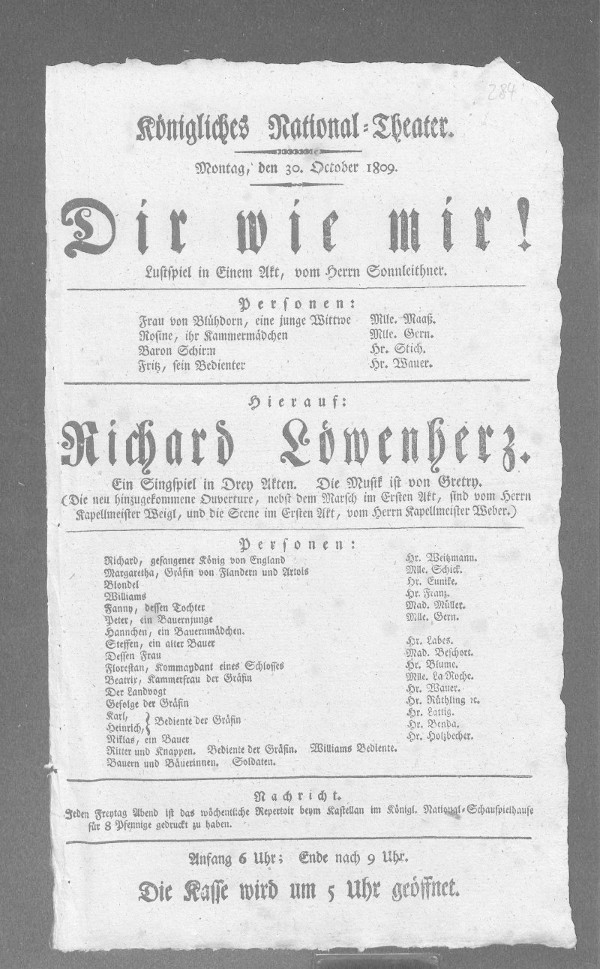 284
Königliches National-Theater.
Montag, den 30. October 1809.
Dir wie mir!
Lustspiel in Einem Akt, vom Herrn Sonnleithner.
Personen:
Frau von Blühdorn, eine junge Wittwe Mlle. Maaß.
Rosine, ihr Kammermädchen Mlle. Gern.
Baron Schirm Hr. Stich.
Fritz, sein Bedienter Hr. Wauer.
Hierauf:
Richard Löwenherz.
Ein Singspiel in Drey Akten. Die Musik ist von Gretry.
(Die neu hinzugekommene Ouverture, nebst dem Marsch im Ersten Akt, sind vom Herrn
Kapellmeister Weigl, und die Scene im Ersten Akt, vom Herrn Kapellmeister Weber.)
Personen:
Richard, gefangener König von England Hr. Weitzmann.
Margaretha, Gräfin von Flandern und Artois Mlle. Schick.
Blondel Hr. Eunike.
Williams Hr. Franz.
Fanny, dessen Tochter Mad. Müller.
Peter, ein Bauernjunge Mlle. Gern.
Hannchen, ein Bauernmädchen.
Steffen, ein alter Bauer Hr. Labes.
Dessen Frau Mad. Beschort.
Florestan, Kommandant eines Schlosses Hr. Blume.
Beatrix, Kammerfrau der Gräfin Mlle. La Roche.
Der Landvogt Hr. Wauer.
Gefolge der Gräfin Hr. Rüthling ꝛc.
Karl, Hr. Lattig.
Heinrich, } Bediente der Gräfin Hr. Benda.
Niklas, ein Bauer Hr. Holzbecher.
Ritter und Knappen. Bediente der Gräfin. Williams Bediente.
Bauern und Bäuerinnen. Soldaten.
Nachricht.
Jeden Freytag Abend ist das wöchentliche Repertoir beym Kastellan im Königl. National-Schauspielhause
für 8 Pfennige gedruckt zu haben.
Anfang 6 Uhr; Ende nach 9 Uhr.
Die Kasse wird um 5 Uhr geöffnet.